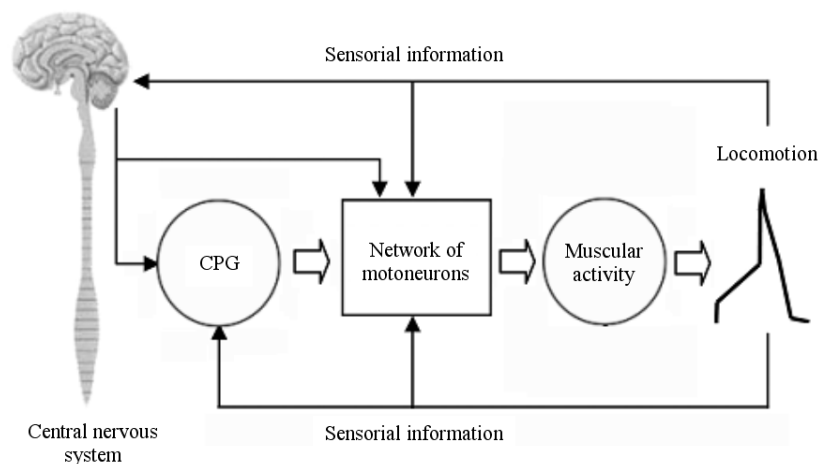 Sensorial information
Locomotion
CPG
Network of
motoneurons
Muscular
activity
Central nervous
system
Sensorial information